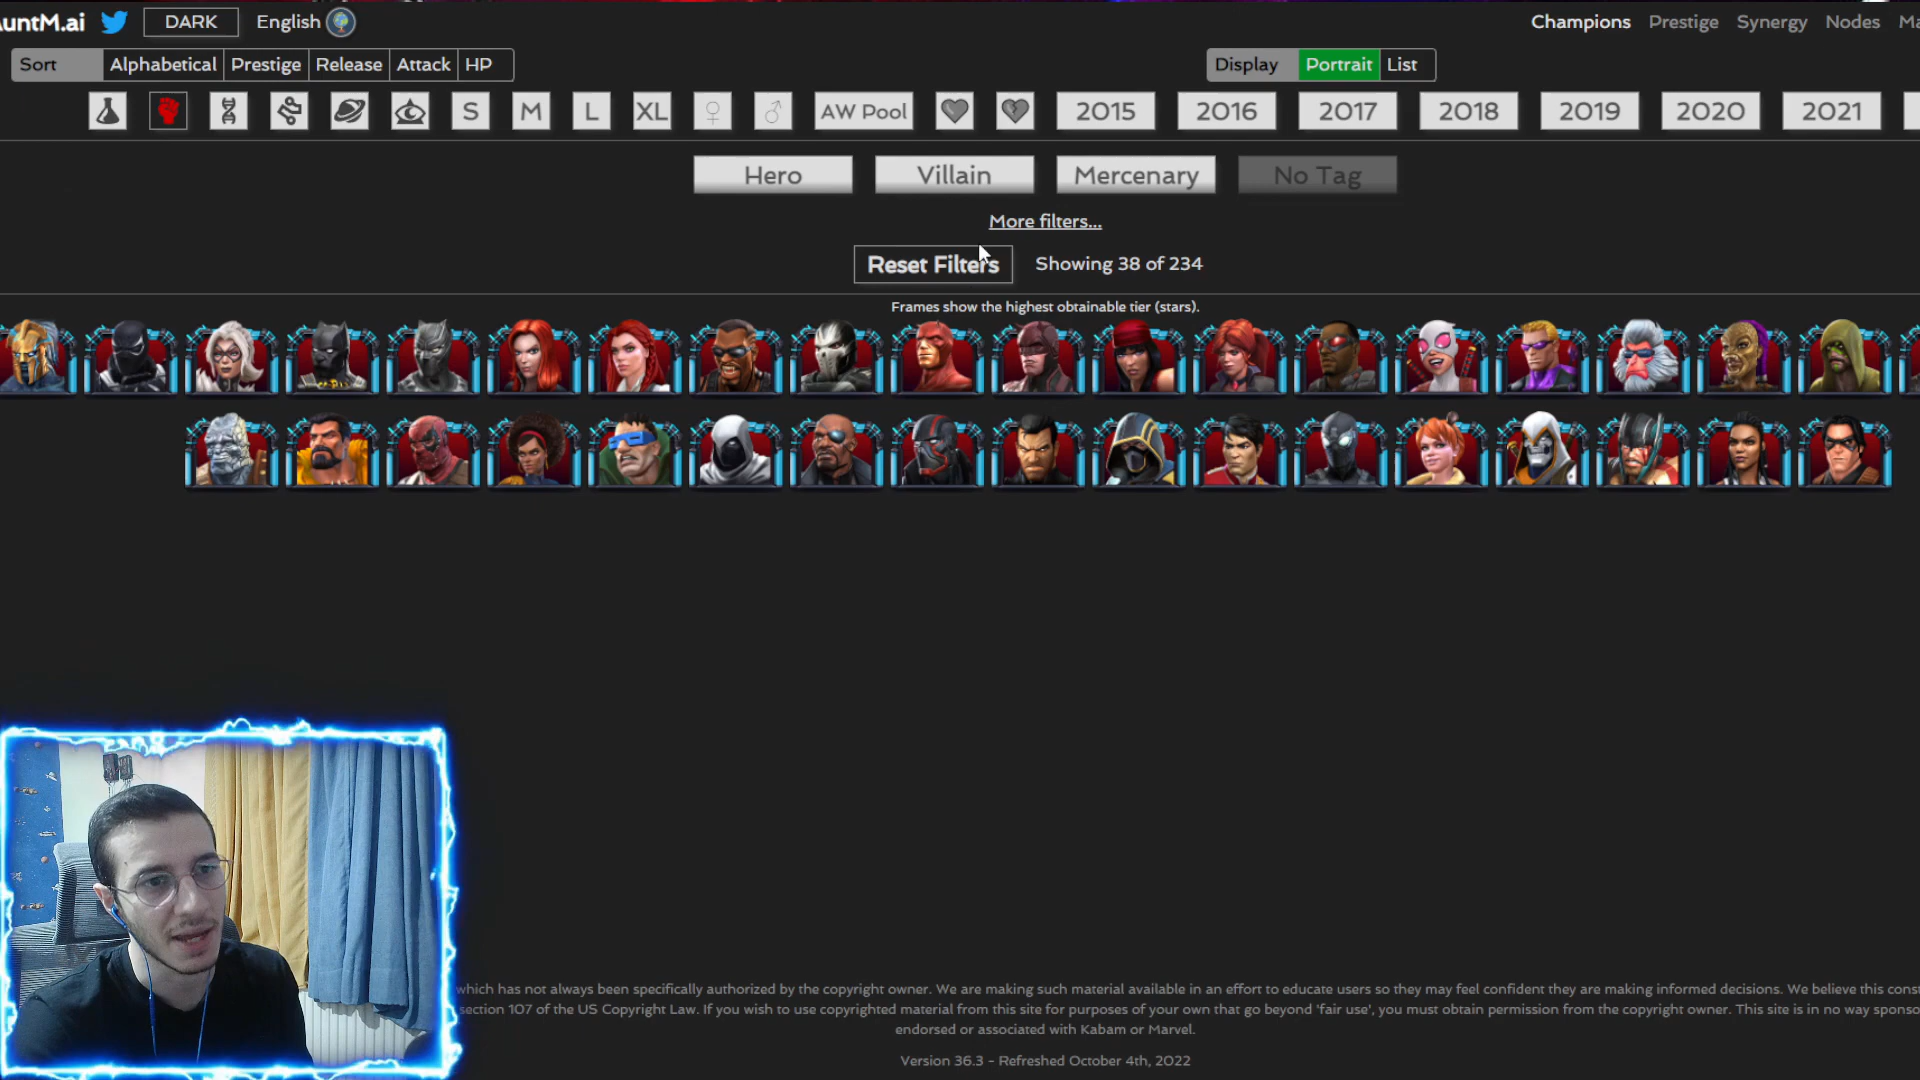 AuntM.ai DARK English Champions Prestige Synergy Nodes
Sort Alphabetical Prestige Release Attack HP Display Portrait List
S M L XL ♀ ♂ AW Pool 2015 2016 2017 2018 2019 2020 2021
Hero Villain Mercenary No Tag
More filters...
Reset Filters Showing 38 of 234
Frames show the highest obtainable tier (stars).
which has not always been specifically authorized by the copyright owner. We are making such material available in an effort to educate users so they may feel confident they are making informed decisions. We believe this
section 107 of the US Copyright Law. If you wish to use copyrighted material from this site for purposes of your own that go beyond 'fair use', you must obtain permission from the copyright owner. This site is in no way
endorsed or associated with Kabam or Marvel.
Version 36.3 - Refreshed October 4th, 2022